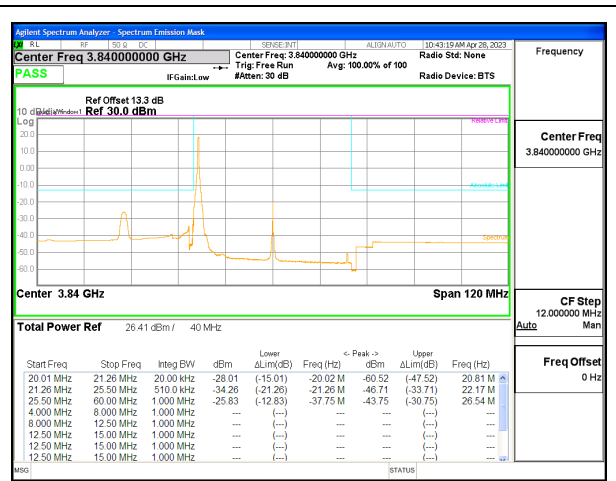 Agilent Spectrum Analyzer - Spectrum Emission Mask
LXI RL RF 50 Ω DC SENSE:INT ALIGN AUTO 10:43:19 AM Apr 28, 2023
Center Freq 3.840000000 GHz Center Freq: 3.840000000 GHz Radio Std: None
Trig: Free Run Avg: 100.00% of 100
PASS IFGain:Low #Atten: 30 dB Radio Device: BTS
Frequency
Ref Offset 13.3 dB
10 dB/div Window1 Ref 30.0 dBm
Log
Relative Limit
20.0
10.0
0.00
-10.0
Absolute Limit
-20.0
-30.0
-40.0
Spectrum
-50.0
-60.0
Center 3.84 GHz Span 120 MHz
Total Power Ref 26.41 dBm / 40 MHz
Lower <- Peak -> Upper
Start Freq Stop Freq Integ BW dBm ΔLim(dB) Freq (Hz) dBm ΔLim(dB) Freq (Hz)
20.01 MHz 21.26 MHz 20.00 kHz -28.01 (-15.01) -20.02 M -60.52 (-47.52) 20.81 M
21.26 MHz 25.50 MHz 510.0 kHz -34.26 (-21.26) -21.26 M -46.71 (-33.71) 22.17 M
25.50 MHz 60.00 MHz 1.000 MHz -25.83 (-12.83) -37.75 M -43.75 (-30.75) 26.54 M
4.000 MHz 8.000 MHz 1.000 MHz --- (---) --- --- (---) ---
8.000 MHz 12.50 MHz 1.000 MHz --- (---) --- --- (---) ---
12.50 MHz 15.00 MHz 1.000 MHz --- (---) --- --- (---) ---
12.50 MHz 15.00 MHz 1.000 MHz --- (---) --- --- (---) ---
12.50 MHz 15.00 MHz 1.000 MHz --- (---) --- --- (---) ---
Center Freq
3.840000000 GHz
CF Step
12.000000 MHz
Auto Man
Freq Offset
0 Hz
MSG STATUS